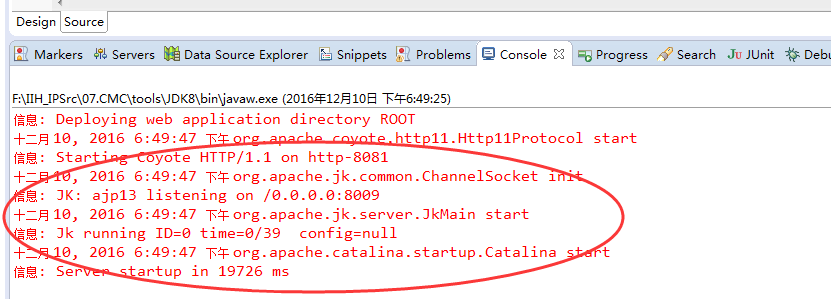 Design Source
Markers Servers Data Source Explorer Snippets Problems Console Progress Search JUnit Debu
F:\IIH_IPSrc\07.CMC\tools\JDK8\bin\javaw.exe (2016年12月10日 下午6:49:25)
信息: Deploying web application directory ROOT
十二月 10, 2016 6:49:47 下午 org.apache.coyote.http11.Http11Protocol start
信息: Starting Coyote HTTP/1.1 on http-8081
十二月 10, 2016 6:49:47 下午 org.apache.jk.common.ChannelSocket init
信息: JK: ajp13 listening on /0.0.0.0:8009
十二月 10, 2016 6:49:47 下午 org.apache.jk.server.JkMain start
信息: Jk running ID=0 time=0/39  config=null
十二月 10, 2016 6:49:47 下午 org.apache.catalina.startup.Catalina start
信息: Server startup in 19726 ms